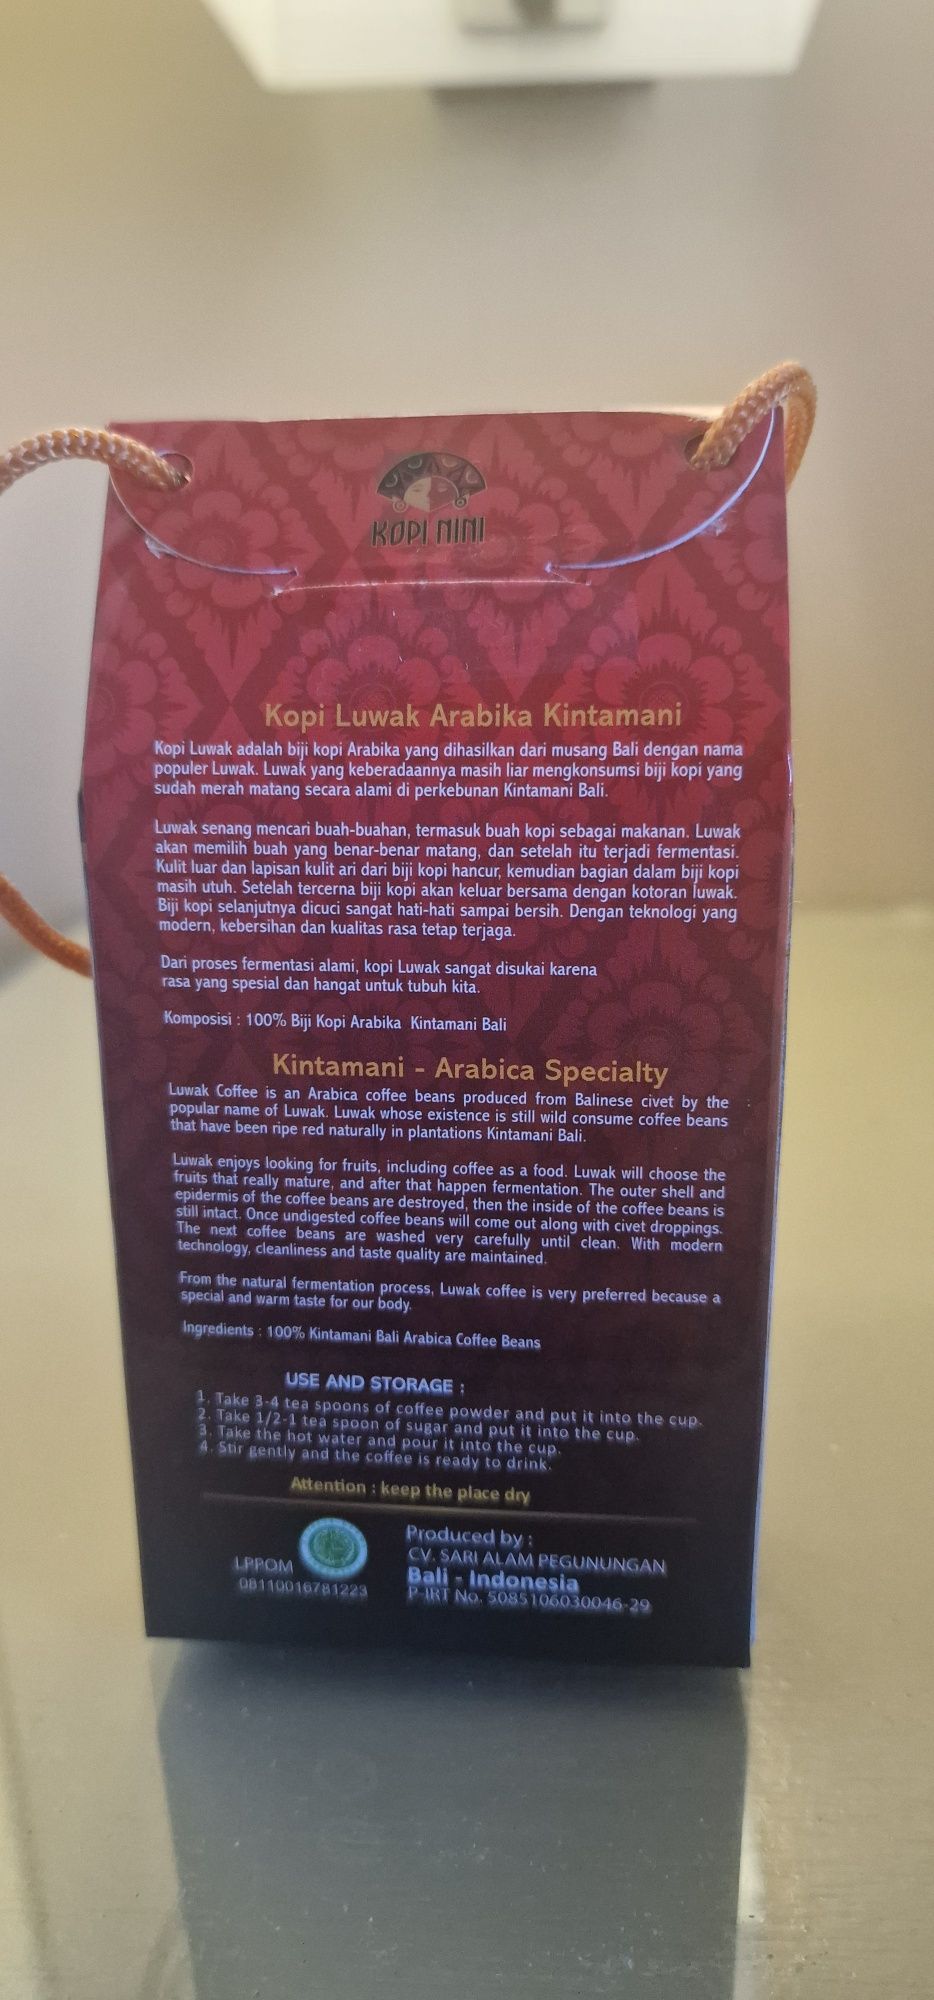 KOPI NINI
Kopi Luwak Arabika Kintamani
Kopi Luwak adalah biji kopi Arabika yang dihasilkan dari musang Bali dengan nama
populer Luwak. Luwak yang keberadaannya masih liar mengkonsumsi biji kopi yang
sudah merah matang secara alami di perkebunan Kintamani Bali.
Luwak senang mencari buah-buahan, termasuk buah kopi sebagai makanan. Luwak
akan memilih buah yang benar-benar matang, dan setelah itu terjadi fermentasi.
Kulit luar dan lapisan kulit ari dari biji kopi hancur, kemudian bagian dalam biji kopi
masih utuh. Setelah tercerna biji kopi akan keluar bersama dengan kotoran luwak.
Biji kopi selanjutnya dicuci sangat hati-hati sampai bersih. Dengan teknologi yang
modern, kebersihan dan kualitas rasa tetap terjaga.
Dari proses fermentasi alami, kopi Luwak sangat disukai karena
rasa yang spesial dan hangat untuk tubuh kita.
Komposisi : 100% Biji Kopi Arabika Kintamani Bali
Kintamani - Arabica Specialty
Luwak Coffee is an Arabica coffee beans produced from Balinese civet by the
popular name of Luwak. Luwak whose existence is still wild consume coffee beans
that have been ripe red naturally in plantations Kintamani Bali.
Luwak enjoys looking for fruits, including coffee as a food. Luwak will choose the
fruits that really mature, and after that happen fermentation. The outer shell and
epidermis of the coffee beans are destroyed, then the inside of the coffee beans is
still intact. Once undigested coffee beans will come out along with civet droppings.
The next coffee beans are washed very carefully until clean. With modern
technology, cleanliness and taste quality are maintained.
From the natural fermentation process, Luwak coffee is very preferred because a
special and warm taste for our body.
Ingredients : 100% Kintamani Bali Arabica Coffee Beans
USE AND STORAGE :
1. Take 3-4 tea spoons of coffee powder and put it into the cup.
2. Take 1/2-1 tea spoon of sugar and put it into the cup.
3. Take the hot water and pour it into the cup.
4. Stir gently and the coffee is ready to drink.
Attention : keep the place dry
LPPOM
08110016781223
Produced by :
CV. SARI ALAM PEGUNUNGAN
Bali - Indonesia
P-IRT No. 5085106030046-29